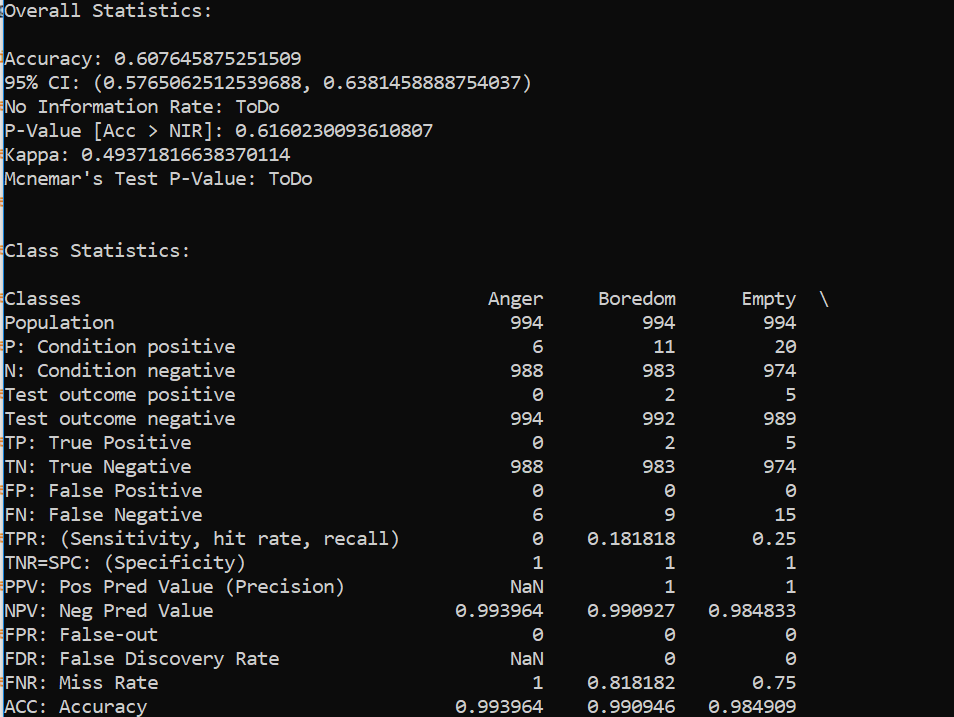 Overall Statistics:
Accuracy: 0.607645875251509
95% CI: (0.5765062512539688, 0.6381458888754037)
No Information Rate: ToDo
P-Value [Acc > NIR]: 0.6160230093610807
Kappa: 0.49371816638370114
Mcnemar's Test P-Value: ToDo
Class Statistics:
Classes Anger Boredom Empty \
Population 994 994 994
P: Condition positive 6 11 20
N: Condition negative 988 983 974
Test outcome positive 0 2 5
Test outcome negative 994 992 989
TP: True Positive 0 2 5
TN: True Negative 988 983 974
FP: False Positive 0 0 0
FN: False Negative 6 9 15
TPR: (Sensitivity, hit rate, recall) 0 0.181818 0.25
TNR=SPC: (Specificity) 1 1 1
PPV: Pos Pred Value (Precision) NaN 1 1
NPV: Neg Pred Value 0.993964 0.990927 0.984833
FPR: False-out 0 0 0
FDR: False Discovery Rate NaN 0 0
FNR: Miss Rate 1 0.818182 0.75
ACC: Accuracy 0.993964 0.990946 0.984909